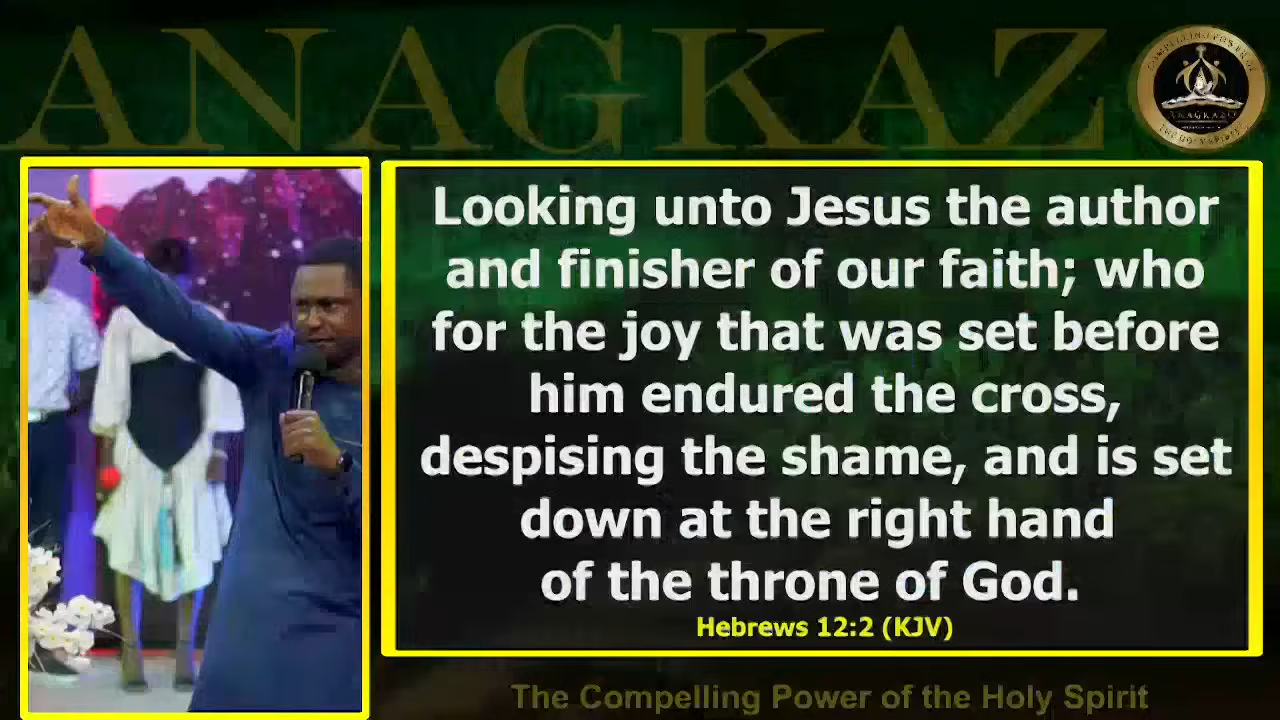 ANAGKAZO
Looking unto Jesus the author
and finisher of our faith; who
for the joy that was set before
him endured the cross,
despising the shame, and is set
down at the right hand
of the throne of God.
Hebrews 12:2 (KJV)
The Compelling Power of the Holy Spirit